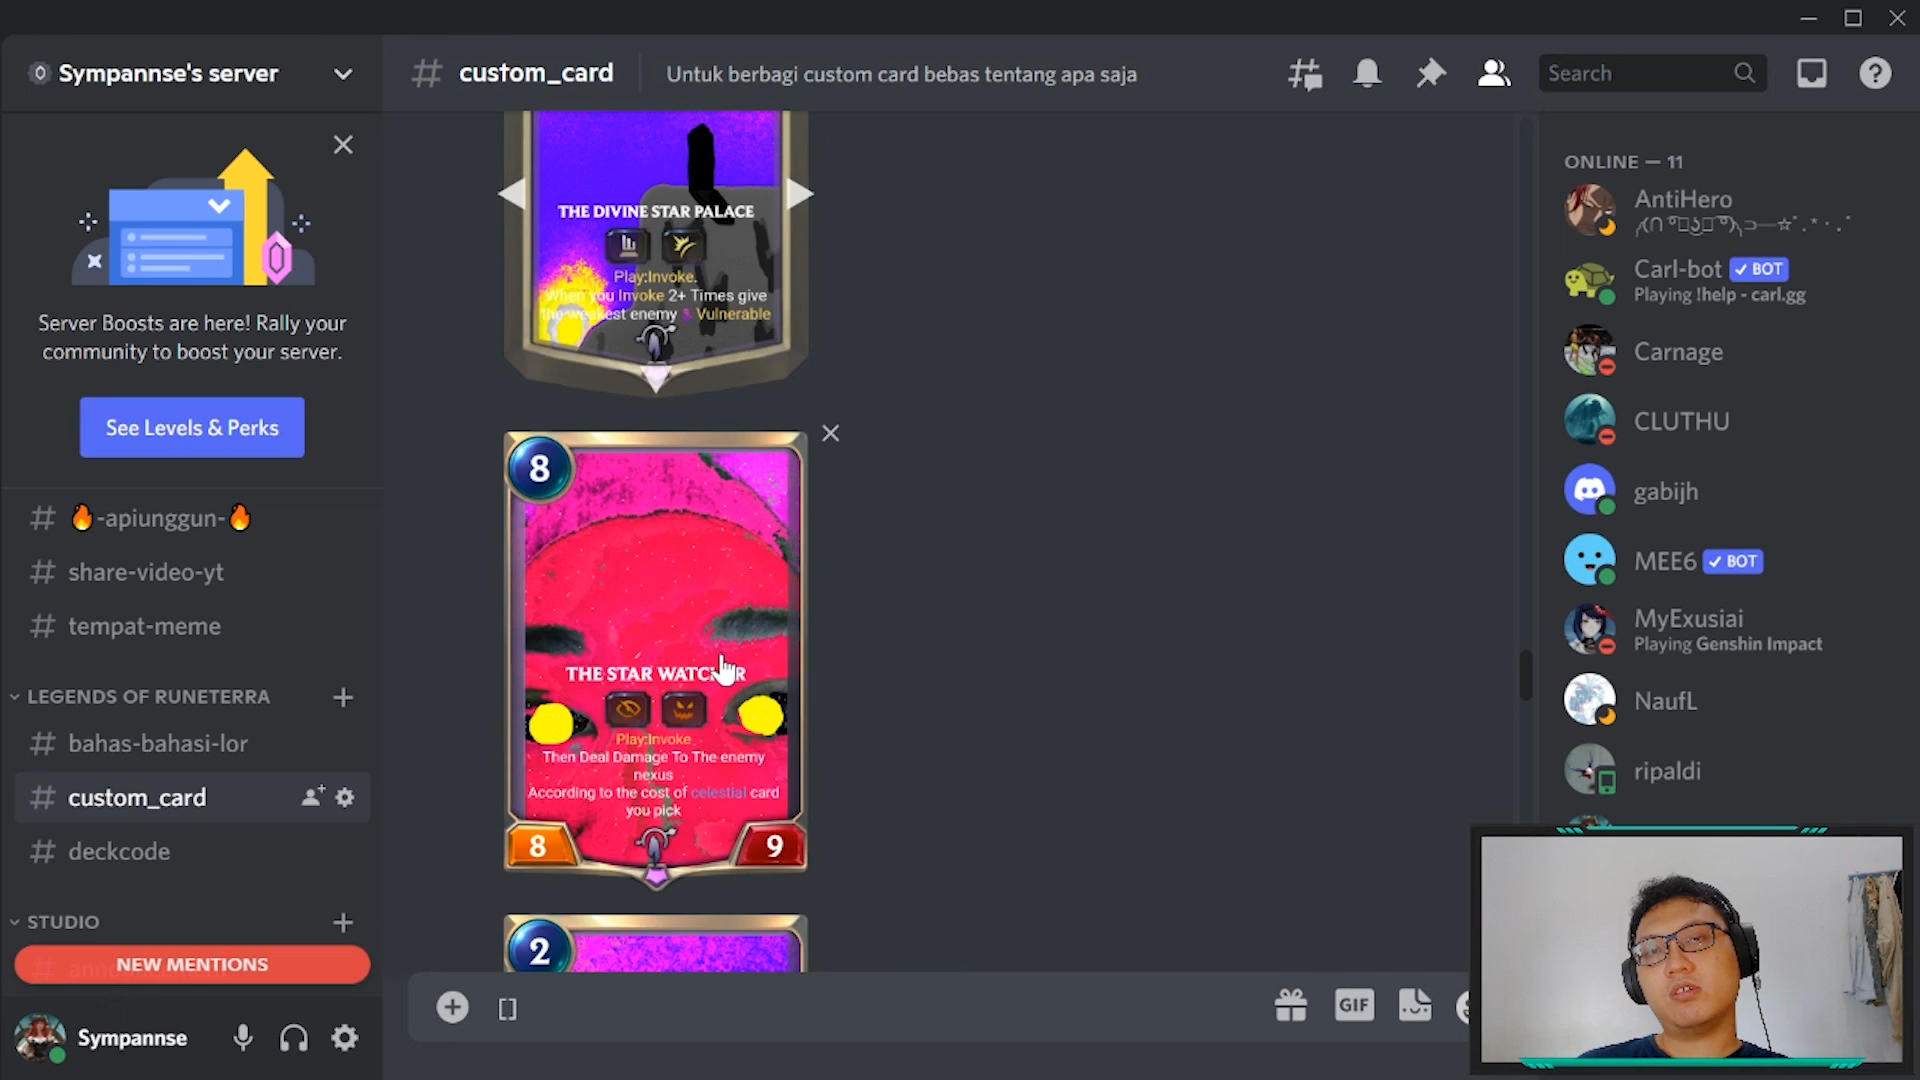 Sympannse's server
custom_card
Untuk berbagi custom card bebas tentang apa saja
Search
Server Boosts are here! Rally your
community to boost your server.
See Levels & Perks
🔥-apiunggun-🔥
share-video-yt
tempat-meme
LEGENDS OF RUNETERRA
bahas-bahasi-lor
custom_card
deckcode
STUDIO
NEW MENTIONS
Sympannse
THE DIVINE STAR PALACE
Play:Invoke.
When you Invoke 2+ Times give
the weakest enemy Vulnerable
8
THE STAR WATCHER
Play:Invoke
Then Deal Damage To The enemy
nexus
According to the cost of celestial card
you pick
8
9
2
[]
GIF
ONLINE — 11
AntiHero
Carl-bot
✓ BOT
Playing !help - carl.gg
Carnage
CLUTHU
gabijh
MEE6
✓ BOT
MyExusiai
Playing Genshin Impact
NaufL
ripaldi